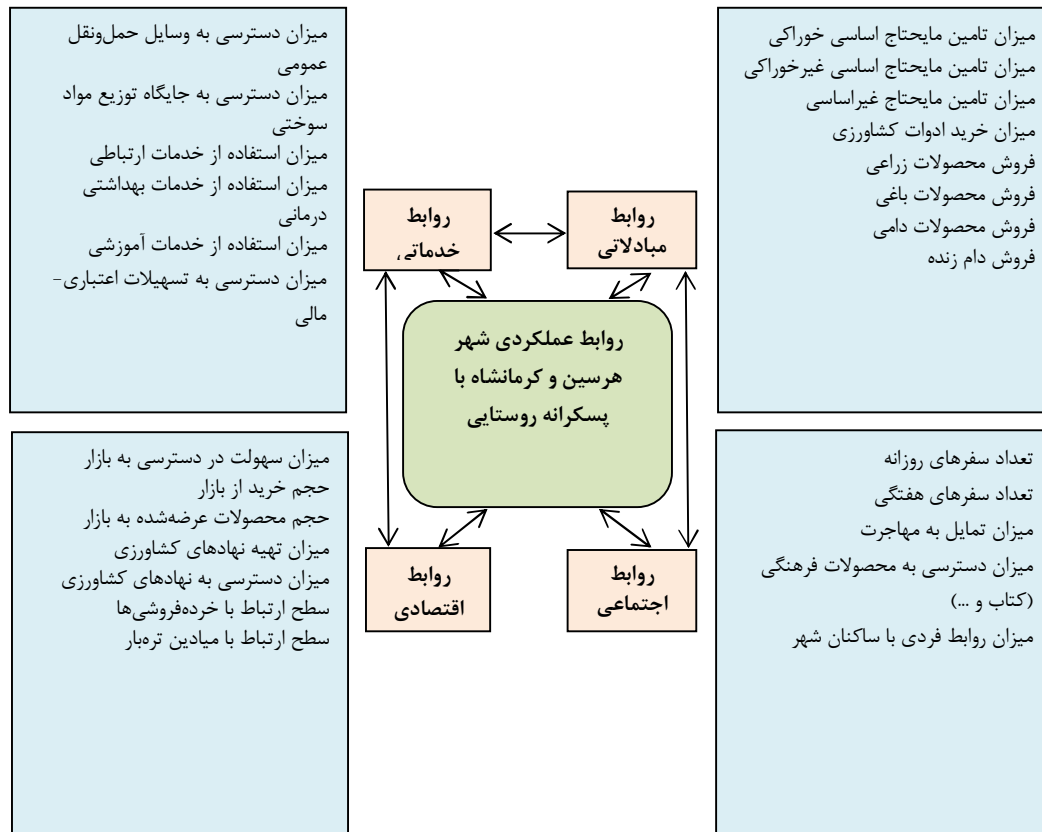 میزان تامین مایحتاج اساسی خوراکی
میزان تامین مایحتاج اساسی غیرخوراکی
میزان تامین مایحتاج غیراساسی
میزان خرید ادوات کشاورزی
فروش محصولات زراعی
فروش محصولات باغی
فروش محصولات دامی
فروش دام زنده
میزان دسترسی به وسایل حمل‌ونقل
عمومی
میزان دسترسی به جایگاه توزیع مواد
سوختی
میزان استفاده از خدمات ارتباطی
میزان استفاده از خدمات بهداشتی
درمانی
میزان استفاده از خدمات آموزشی
میزان دسترسی به تسهیلات اعتباری-
مالی
روابط
مبادلاتی
روابط
خدماتی
روابط عملکردی شهر
هرسین و کرمانشاه با
پسکرانه روستایی
روابط
اجتماعی
روابط
اقتصادی
تعداد سفرهای روزانه
تعداد سفرهای هفتگی
میزان تمایل به مهاجرت
میزان دسترسی به محصولات فرهنگی
(کتاب و ...)
میزان روابط فردی با ساکنان شهر
میزان سهولت در دسترسی به بازار
حجم خرید از بازار
حجم محصولات عرضه‌شده به بازار
میزان تهیه نهادهای کشاورزی
میزان دسترسی به نهادهای کشاورزی
سطح ارتباط با خرده‌فروشی‌ها
سطح ارتباط با میادین تره‌بار